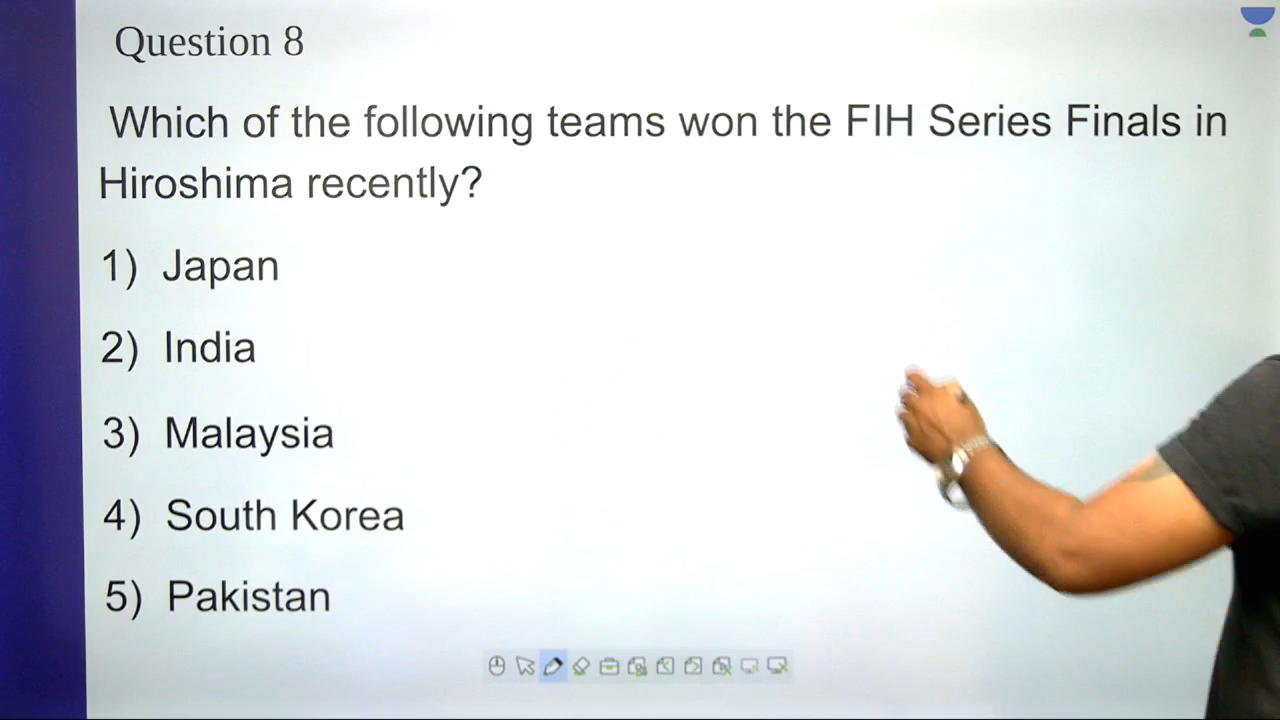 Question 8
Which of the following teams won the FIH Series Finals in
Hiroshima recently?
1) Japan
2) India
3) Malaysia
4) South Korea
5) Pakistan